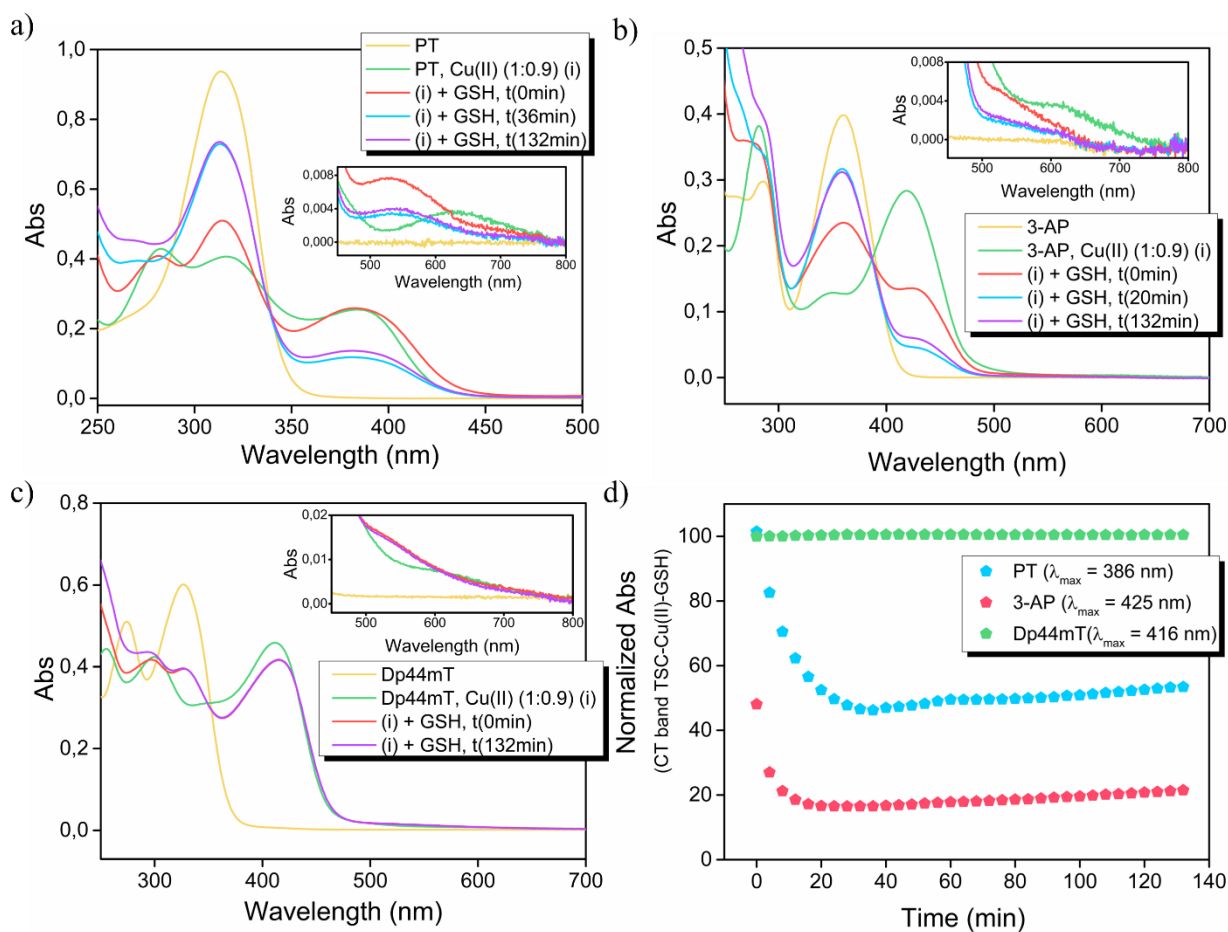 a)
1,0
0,8
0,6
0,4
0,2
0,0
Abs
250 300 350 400 450 500
Wavelength (nm)
PT
PT, Cu(II) (1:0.9) (i)
(i) + GSH, t(0min)
(i) + GSH, t(36min)
(i) + GSH, t(132min)
0,008
0,004
0,000
Abs
500 600 700 800
Wavelength (nm)
b)
0,5
0,4
0,3
0,2
0,1
0,0
Abs
300 400 500 600 700
Wavelength (nm)
0,008
0,004
0,000
Abs
500 600 700 800
Wavelength (nm)
3-AP
3-AP, Cu(II) (1:0.9) (i)
(i) + GSH, t(0min)
(i) + GSH, t(20min)
(i) + GSH, t(132min)
c)
0,8
0,6
0,4
0,2
0,0
Abs
300 400 500 600 700
Wavelength (nm)
0,02
0,01
0,00
Abs
500 600 700 800
Wavelength (nm)
Dp44mT
Dp44mT, Cu(II) (1:0.9) (i)
(i) + GSH, t(0min)
(i) + GSH, t(132min)
d)
100
80
60
40
20
0
Normalized Abs
(CT band TSC-Cu(II)-GSH)
0 20 40 60 80 100 120 140
Time (min)
PT (λmax = 386 nm)
3-AP (λmax = 425 nm)
Dp44mT(λmax = 416 nm)